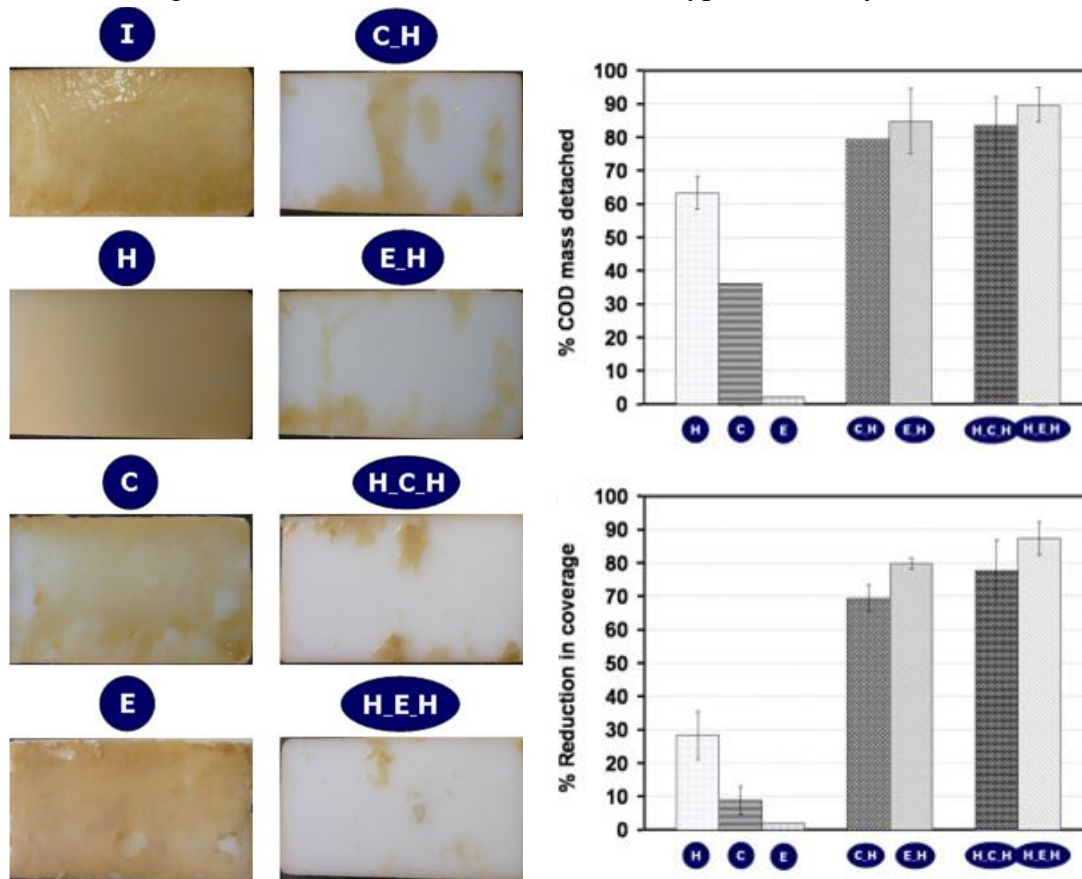 I
C_H
H
E_H
C
H_C_H
E
H_E_H
% COD mass detached
100
90
80
70
60
50
40
30
20
10
0
H
C
E
C_H
E_H
H_C_H
H_E_H
% Reduction in coverage
100
90
80
70
60
50
40
30
20
10
0
H
C
E
C_H
E_H
H_C_H
H_E_H